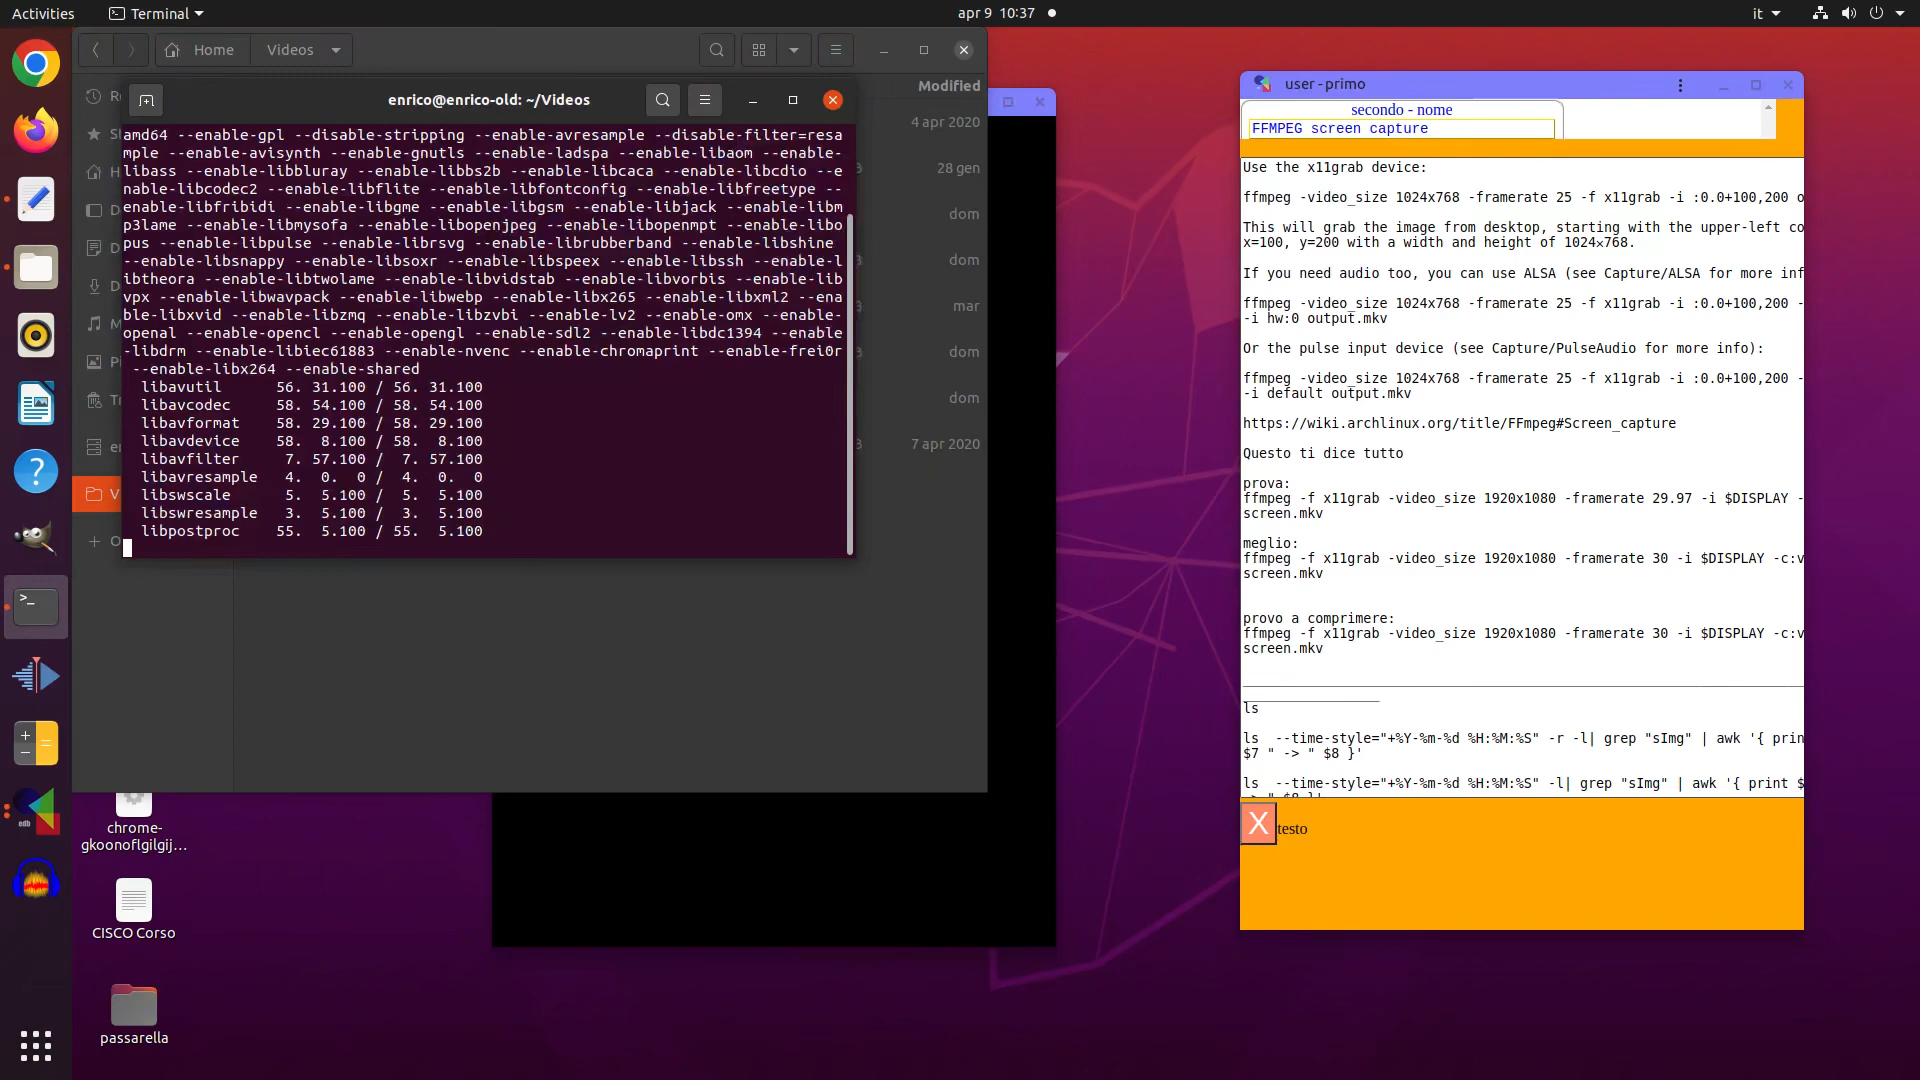 Activities
Terminal
apr 9 10:37
it
Home
Videos
Modified
4 apr 2020
28 gen
dom
dom
mar
dom
dom
7 apr 2020
enrico@enrico-old: ~/Videos
amd64 --enable-gpl --disable-stripping --enable-avresample --disable-filter=resa
mple --enable-avisynth --enable-gnutls --enable-ladspa --enable-libaom --enable-
libass --enable-libbluray --enable-libbs2b --enable-libcaca --enable-libcdio --e
nable-libcodec2 --enable-libflite --enable-libfontconfig --enable-libfreetype --
enable-libfribidi --enable-libgme --enable-libgsm --enable-libjack --enable-libm
p3lame --enable-libmysofa --enable-libopenjpeg --enable-libopenmpt --enable-libo
pus --enable-libpulse --enable-librsvg --enable-librubberband --enable-libshine
--enable-libsnappy --enable-libsoxr --enable-libspeex --enable-libssh --enable-l
ibtheora --enable-libtwolame --enable-libvidstab --enable-libvorbis --enable-lib
vpx --enable-libwavpack --enable-libwebp --enable-libx265 --enable-libxml2 --ena
ble-libxvid --enable-libzmq --enable-libzvbi --enable-lv2 --enable-omx --enable-
openal --enable-opencl --enable-opengl --enable-sdl2 --enable-libdc1394 --enable
-libdrm --enable-libiec61883 --enable-nvenc --enable-chromaprint --enable-frei0r
--enable-libx264 --enable-shared
libavutil 56. 31.100 / 56. 31.100
libavcodec 58. 54.100 / 58. 54.100
libavformat 58. 29.100 / 58. 29.100
libavdevice 58. 8.100 / 58. 8.100
libavfilter 7. 57.100 / 7. 57.100
libavresample 4. 0. 0 / 4. 0. 0
libswscale 5. 5.100 / 5. 5.100
libswresample 3. 5.100 / 3. 5.100
libpostproc 55. 5.100 / 55. 5.100
chrome-
gkoonoflgilgij...
CISCO Corso
passarella
edb
user - primo
secondo - nome
FFMPEG screen capture
Use the x11grab device:
ffmpeg -video_size 1024x768 -framerate 25 -f x11grab -i :0.0+100,200 o
This will grab the image from desktop, starting with the upper-left co
x=100, y=200 with a width and height of 1024x768.
If you need audio too, you can use ALSA (see Capture/ALSA for more inf
ffmpeg -video_size 1024x768 -framerate 25 -f x11grab -i :0.0+100,200 -
-i hw:0 output.mkv
Or the pulse input device (see Capture/PulseAudio for more info):
ffmpeg -video_size 1024x768 -framerate 25 -f x11grab -i :0.0+100,200 -
-i default output.mkv
https://wiki.archlinux.org/title/FFmpeg#Screen_capture
Questo ti dice tutto
prova:
ffmpeg -f x11grab -video_size 1920x1080 -framerate 29.97 -i $DISPLAY -
screen.mkv
meglio:
ffmpeg -f x11grab -video_size 1920x1080 -framerate 30 -i $DISPLAY -c:v
screen.mkv
provo a comprimere:
ffmpeg -f x11grab -video_size 1920x1080 -framerate 30 -i $DISPLAY -c:v
screen.mkv
ls
ls --time-style="+%Y-%m-%d %H:%M:%S" -r -l| grep "sImg" | awk '{ prin
$7 " -> " $8 }'
ls --time-style="+%Y-%m-%d %H:%M:%S" -l| grep "sImg" | awk '{ print $
X testo